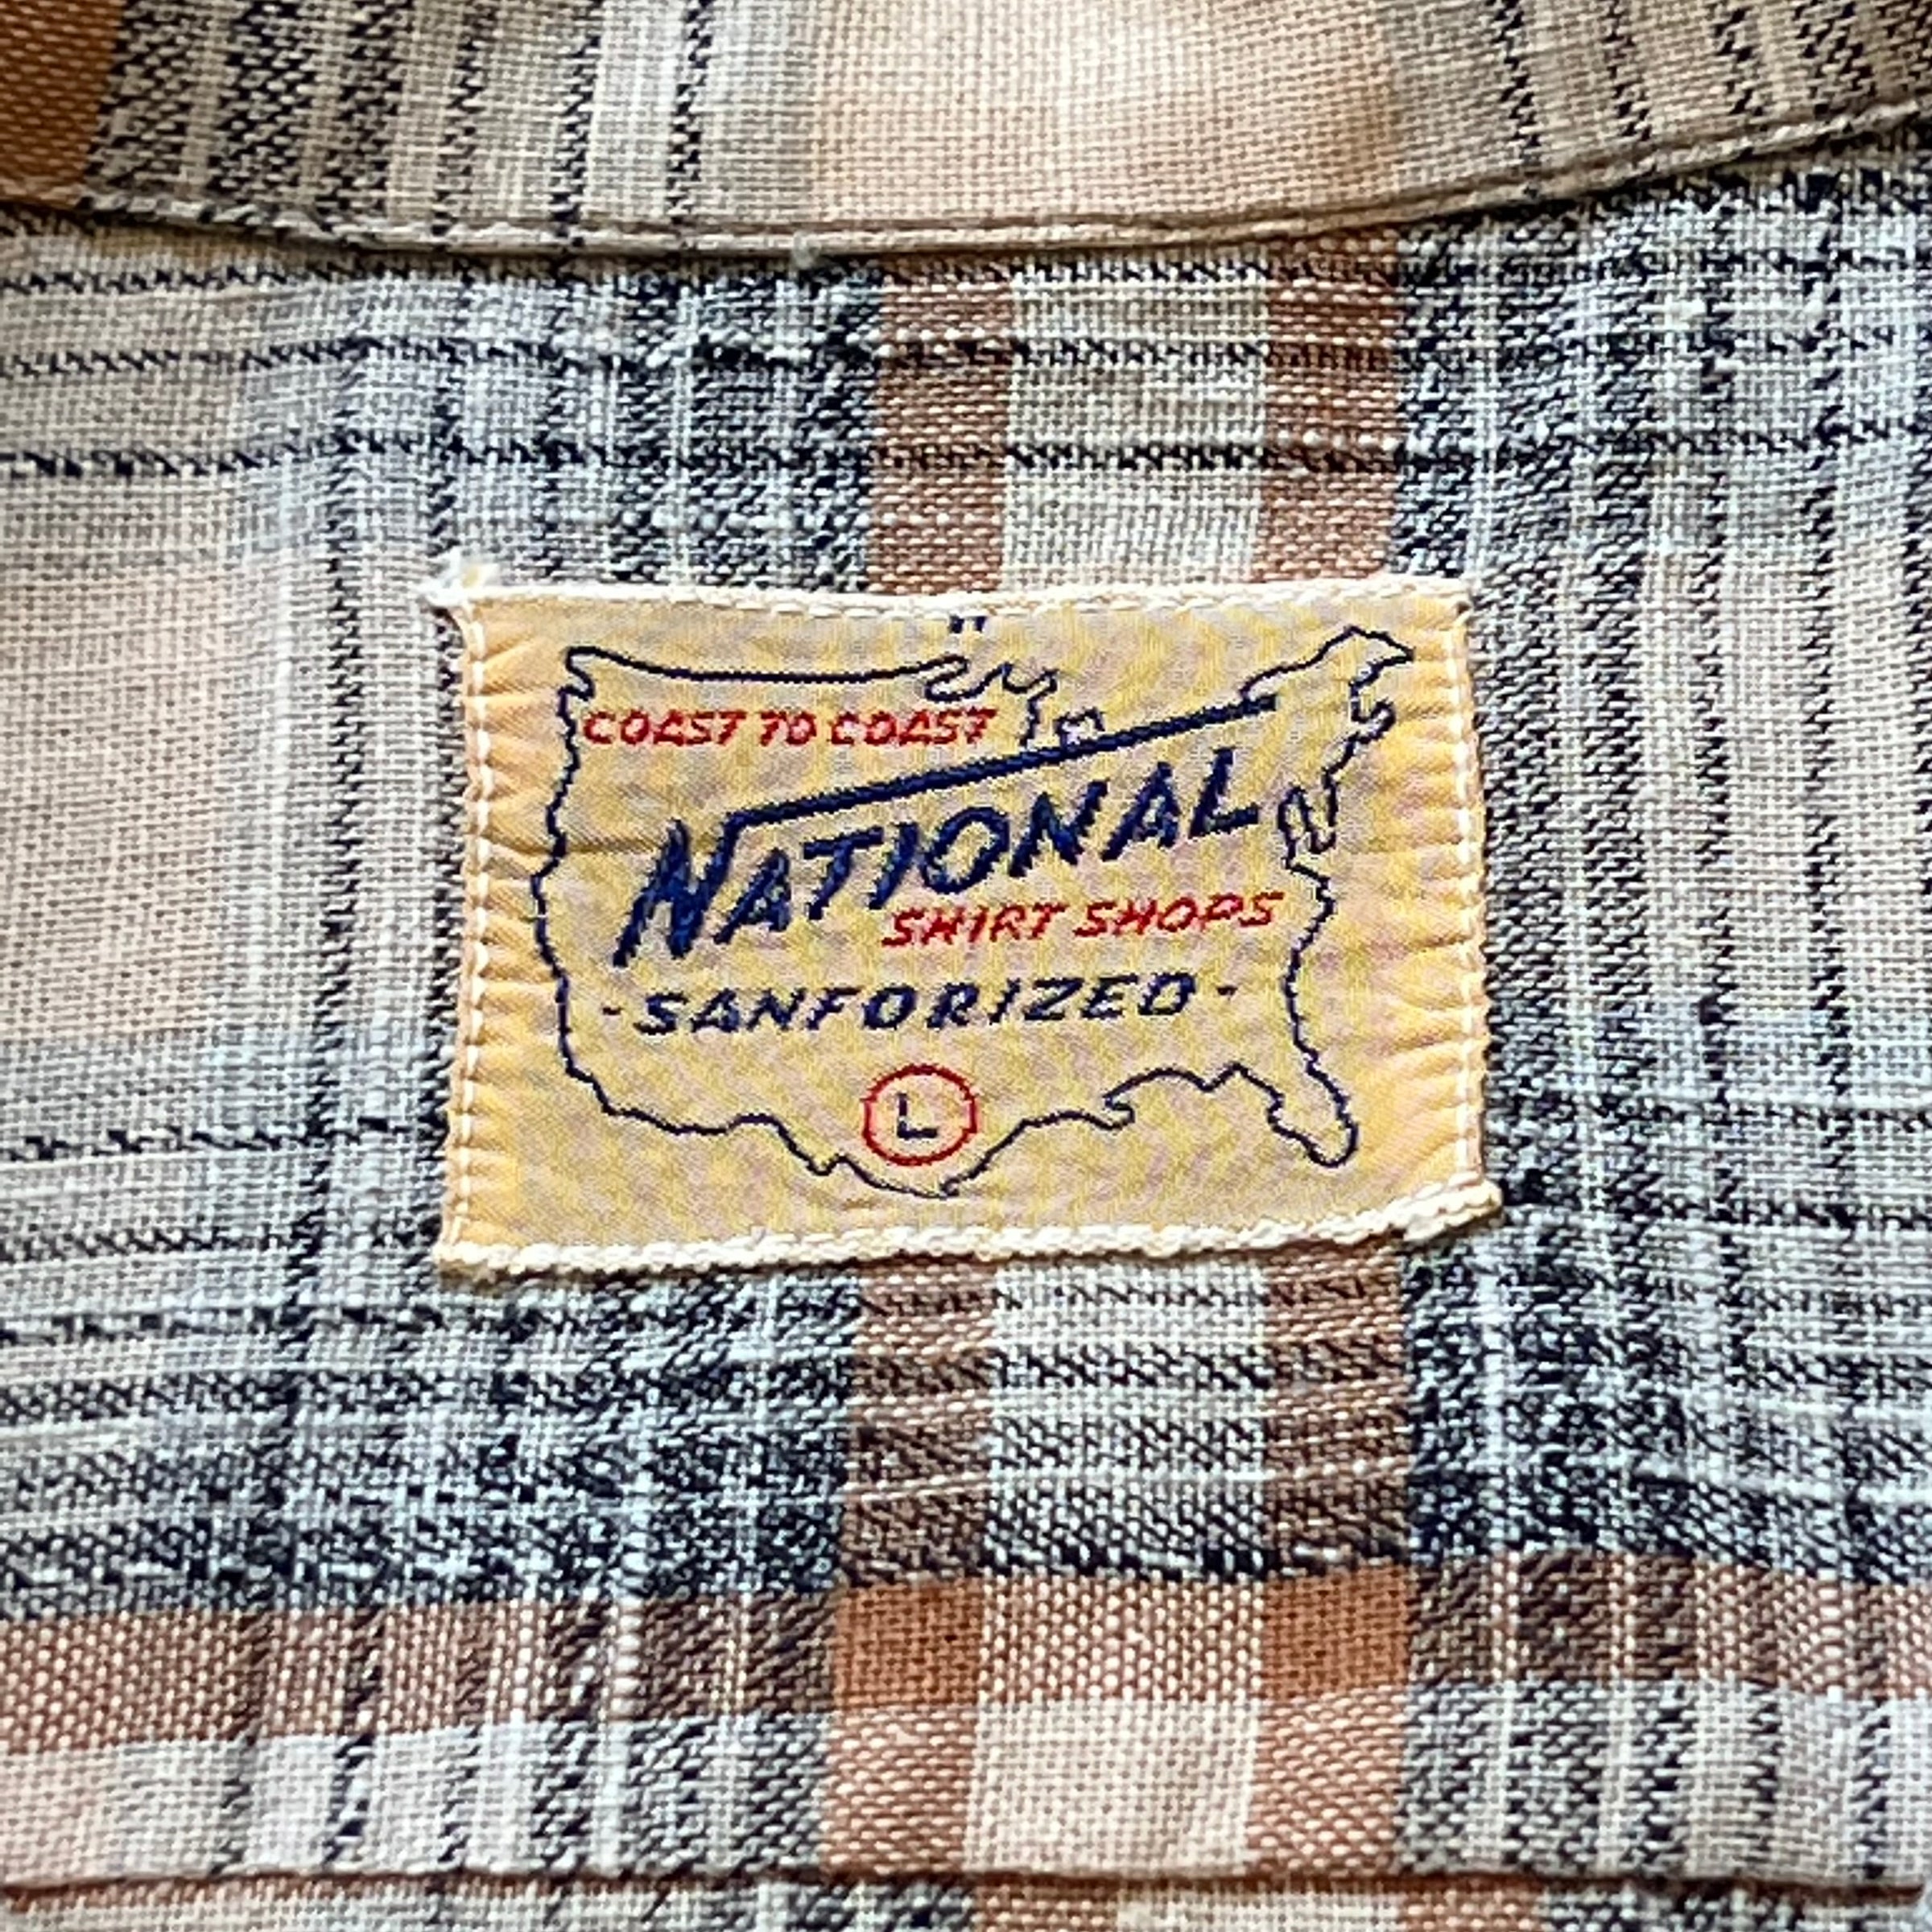 COAST TO COAST
NATIONAL
SHIRT SHOPS
-SANFORIZED-
L